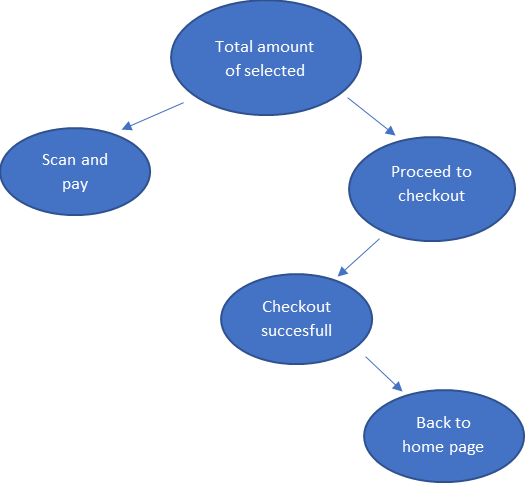 Total amount
of selected
Scan and
pay
Proceed to
checkout
Checkout
succesfull
Back to
home page